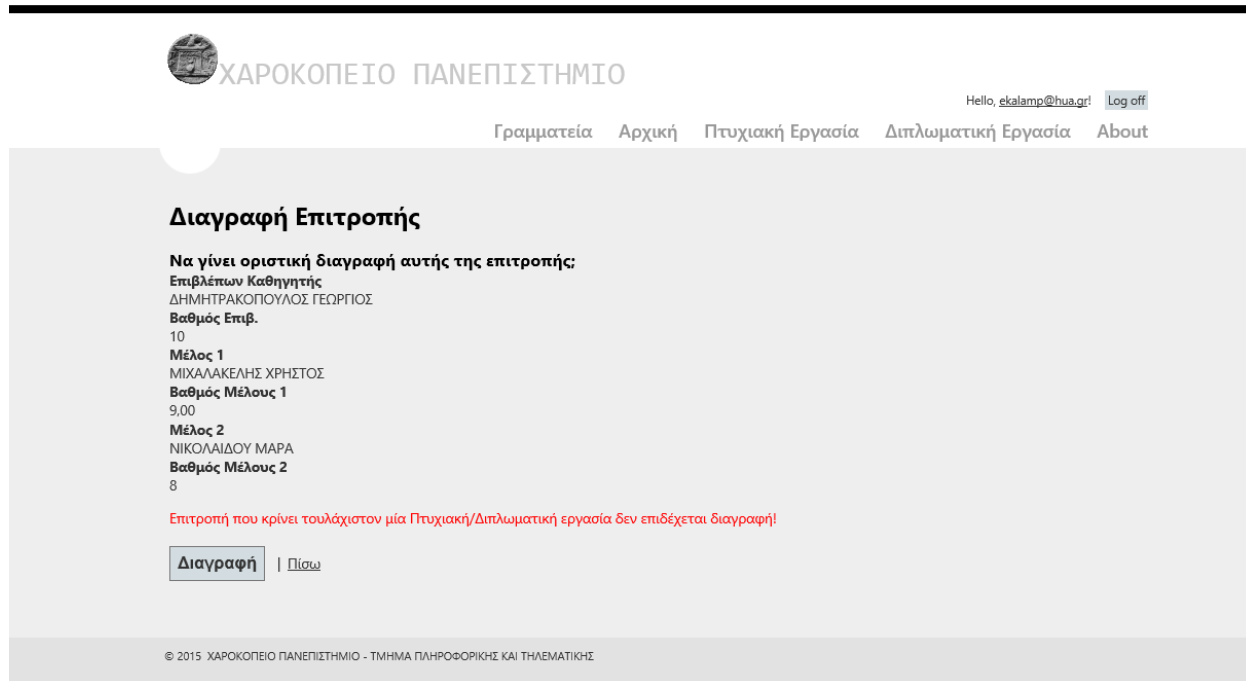 ΧΑΡΟΚΟΠΕΙΟ ΠΑΝΕΠΙΣΤΗΜΙΟ
Hello, ekalamp@hua.gr! Log off
Γραμματεία Αρχική Πτυχιακή Εργασία Διπλωματική Εργασία About
Διαγραφή Επιτροπής
Να γίνει οριστική διαγραφή αυτής της επιτροπής;
Επιβλέπων Καθηγητής
ΔΗΜΗΤΡΑΚΟΠΟΥΛΟΣ ΓΕΩΡΓΙΟΣ
Βαθμός Επιβ.
10
Μέλος 1
ΜΙΧΑΛΑΚΕΛΗΣ ΧΡΗΣΤΟΣ
Βαθμός Μέλους 1
9,00
Μέλος 2
ΝΙΚΟΛΑΙΔΟΥ ΜΑΡΑ
Βαθμός Μέλους 2
8
Επιτροπή που κρίνει τουλάχιστον μία Πτυχιακή/Διπλωματική εργασία δεν επιδέχεται διαγραφή!
Διαγραφή | Πίσω
© 2015 ΧΑΡΟΚΟΠΕΙΟ ΠΑΝΕΠΙΣΤΗΜΙΟ - ΤΜΗΜΑ ΠΛΗΡΟΦΟΡΙΚΗΣ ΚΑΙ ΤΗΛΕΜΑΤΙΚΗΣ